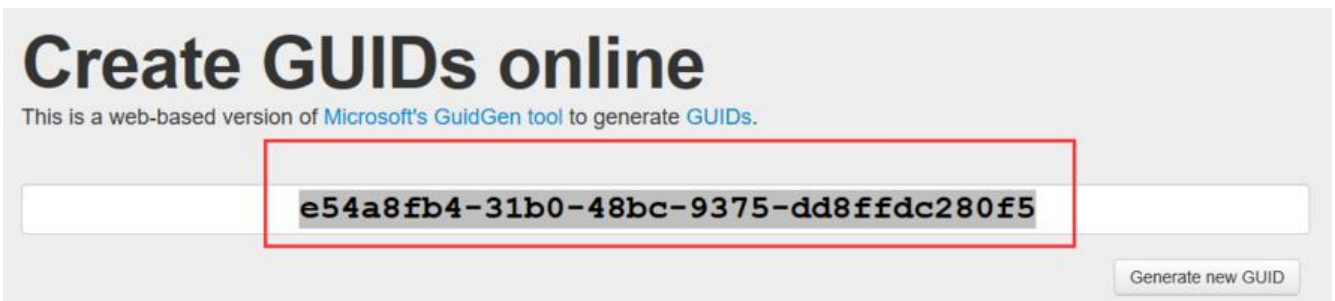 Create GUIDs online
This is a web-based version of Microsoft's GuidGen tool to generate GUIDs.
e54a8fb4-31b0-48bc-9375-dd8ffdc280f5
Generate new GUID